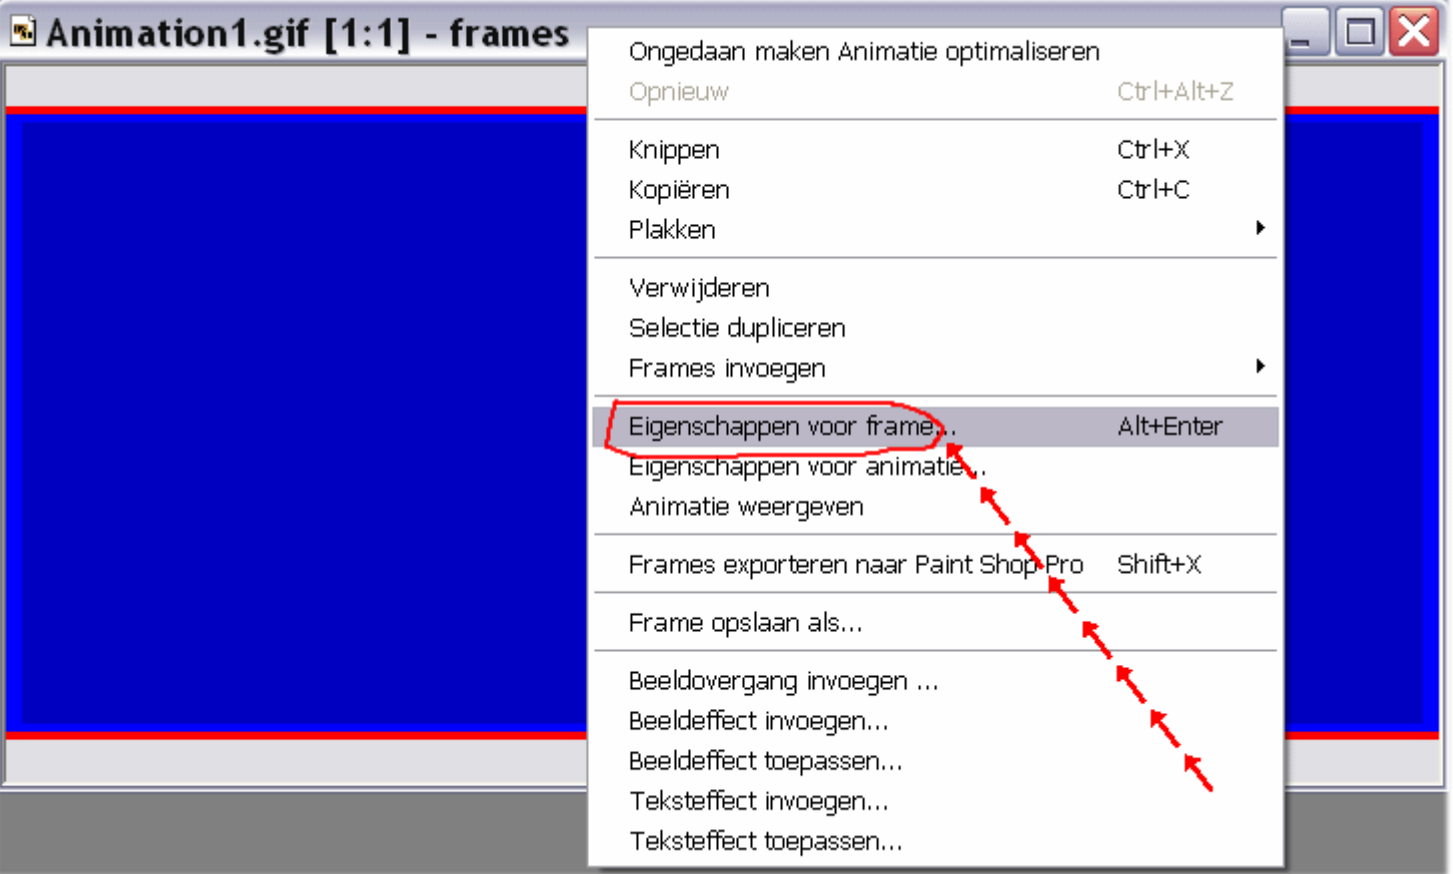 Animation1.gif [1:1] - frames
Ongedaan maken Animatie optimaliseren
Opnieuw Ctrl+Alt+Z
Knippen Ctrl+X
Kopiëren Ctrl+C
Plakken
Verwijderen
Selectie dupliceren
Frames invoegen
Eigenschappen voor frame... Alt+Enter
Eigenschappen voor animatie...
Animatie weergeven
Frames exporteren naar Paint Shop Pro Shift+X
Frame opslaan als...
Beeldovergang invoegen ...
Beeldeffect invoegen...
Beeldeffect toepassen...
Teksteffect invoegen...
Teksteffect toepassen...